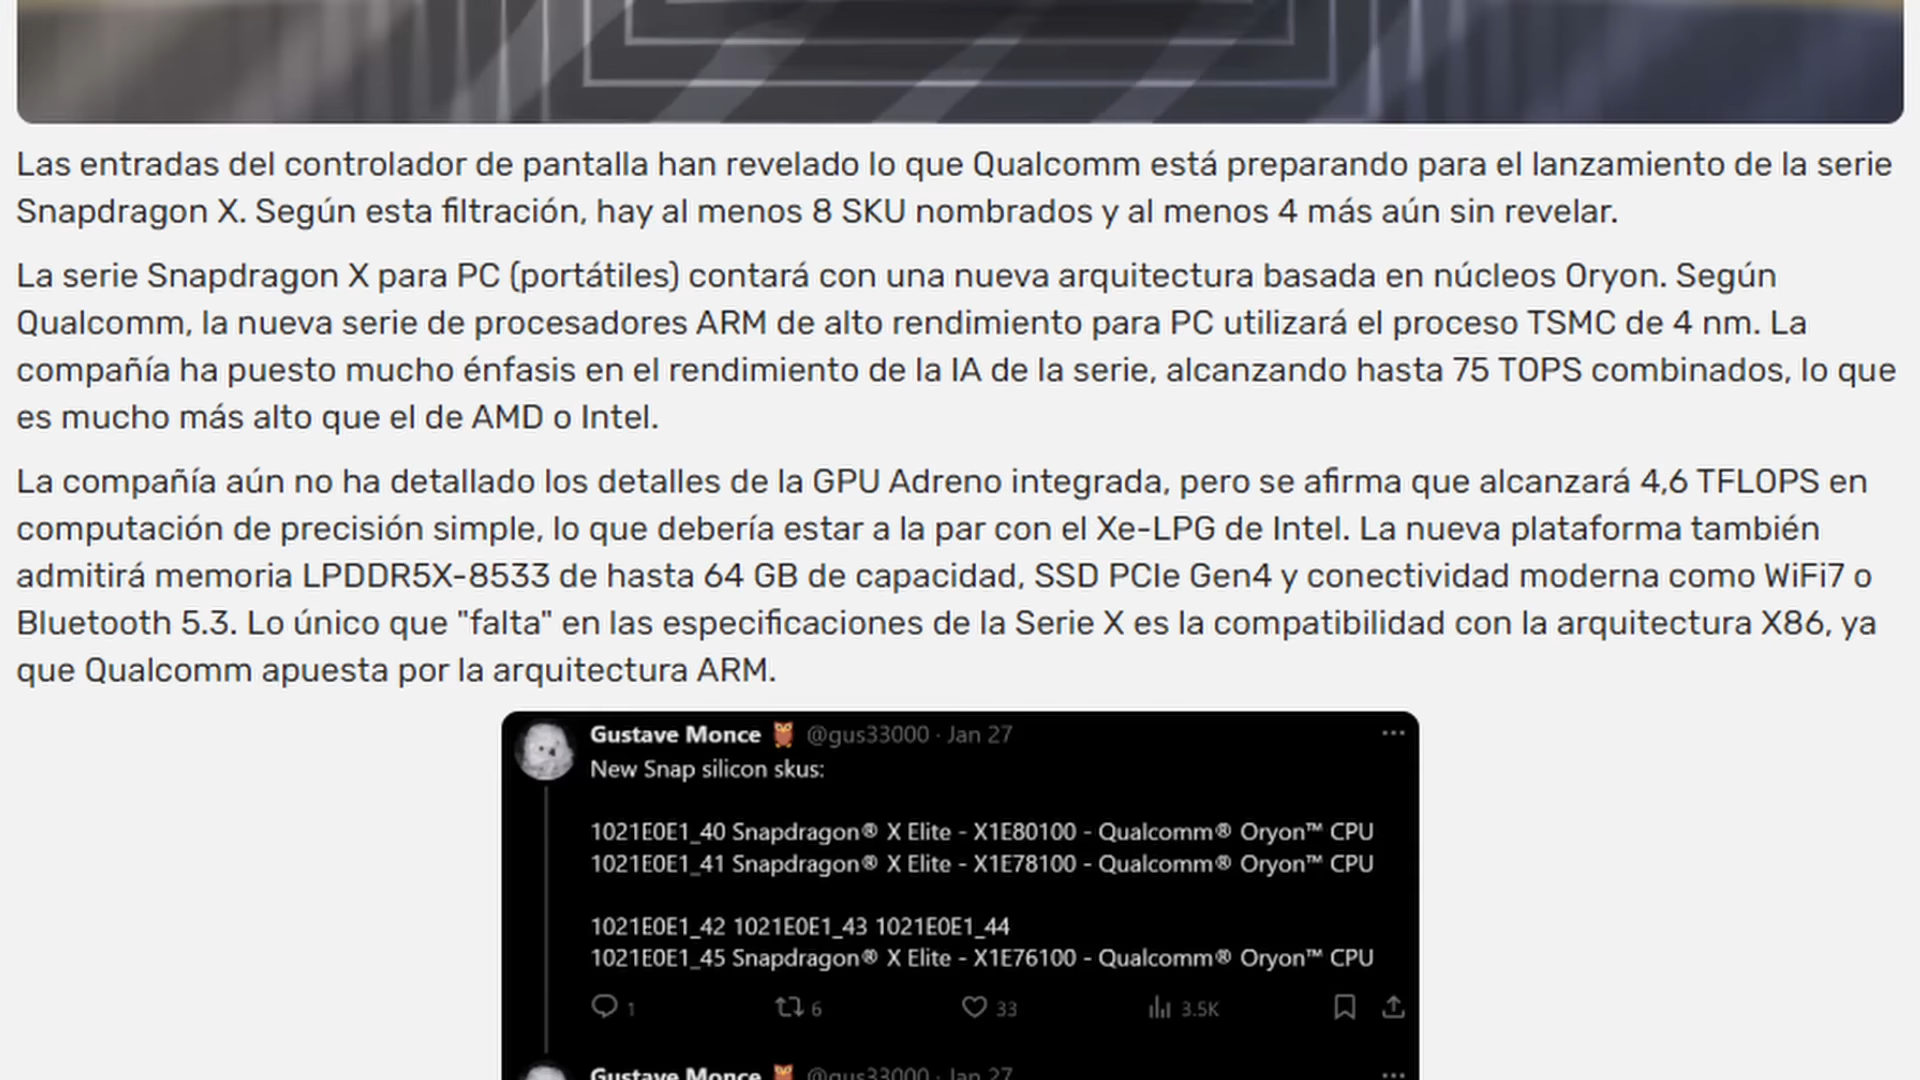 Las entradas del controlador de pantalla han revelado lo que Qualcomm está preparando para el lanzamiento de la serie
Snapdragon X. Según esta filtración, hay al menos 8 SKU nombrados y al menos 4 más aún sin revelar.
La serie Snapdragon X para PC (portátiles) contará con una nueva arquitectura basada en núcleos Oryon. Según
Qualcomm, la nueva serie de procesadores ARM de alto rendimiento para PC utilizará el proceso TSMC de 4 nm. La
compañía ha puesto mucho énfasis en el rendimiento de la IA de la serie, alcanzando hasta 75 TOPS combinados, lo que
es mucho más alto que el de AMD o Intel.
La compañía aún no ha detallado los detalles de la GPU Adreno integrada, pero se afirma que alcanzará 4,6 TFLOPS en
computación de precisión simple, lo que debería estar a la par con el Xe-LPG de Intel. La nueva plataforma también
admitirá memoria LPDDR5X-8533 de hasta 64 GB de capacidad, SSD PCIe Gen4 y conectividad moderna como WiFi7 o
Bluetooth 5.3. Lo único que "falta" en las especificaciones de la Serie X es la compatibilidad con la arquitectura X86, ya
que Qualcomm apuesta por la arquitectura ARM.
Gustave Monce 🦉 @gus33000 · Jan 27 ...
New Snap silicon skus:
1021E0E1_40 Snapdragon® X Elite - X1E80100 - Qualcomm® Oryon™ CPU
1021E0E1_41 Snapdragon® X Elite - X1E78100 - Qualcomm® Oryon™ CPU
1021E0E1_42 1021E0E1_43 1021E0E1_44
1021E0E1_45 Snapdragon® X Elite - X1E76100 - Qualcomm® Oryon™ CPU
1 6 33 3.5K
Gustave Monce 🦉 @gus33000 · Jan 27 ...